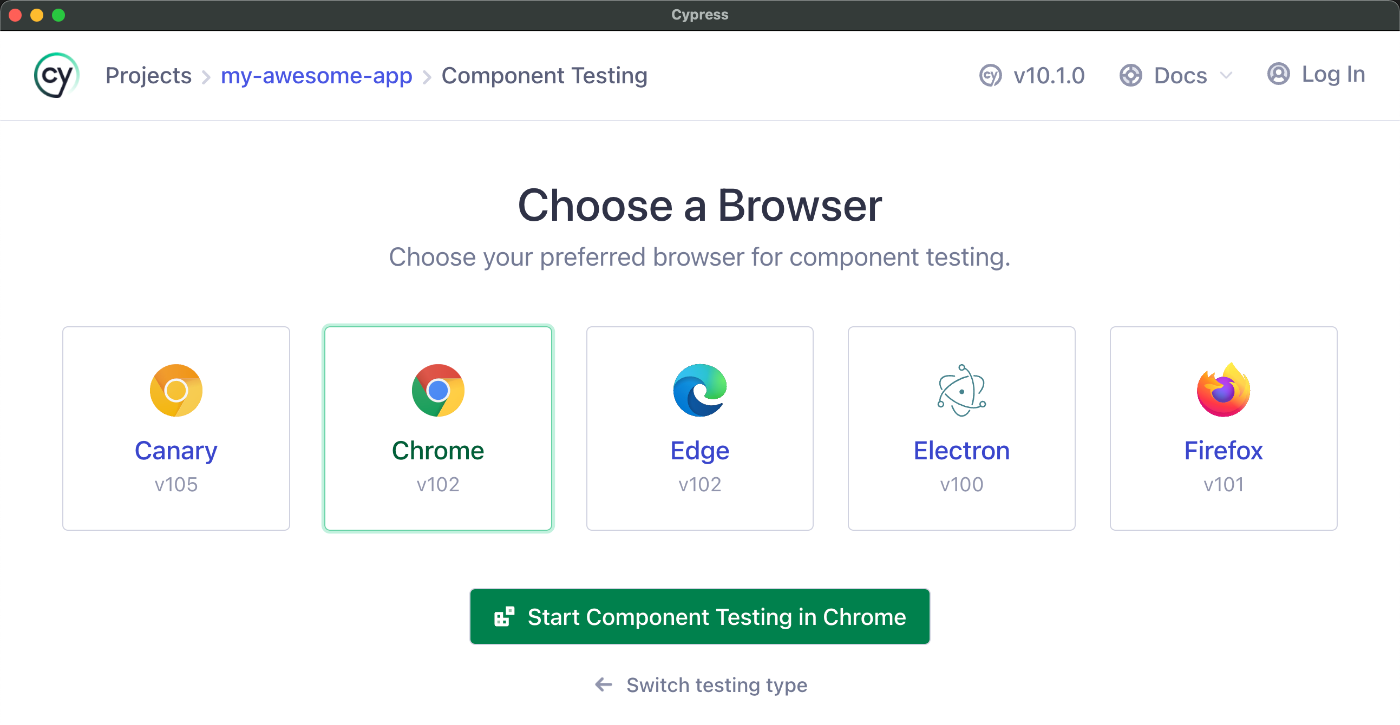 Cypress
cy Projects my-awesome-app Component Testing cy v10.1.0 Docs Log In
Choose a Browser
Choose your preferred browser for component testing.
Canary Chrome Edge Electron Firefox
v105 v102 v102 v100 v101
Start Component Testing in Chrome
Switch testing type